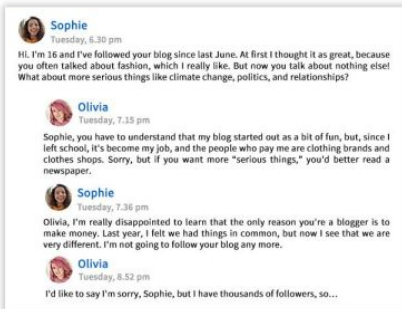 Sophie
Tuesday, 6.30 pm
Hi. I'm 16 and I've followed your blog since last June. At first I thought it as great, because
you often talked about fashion, which I really like. But now you talk about nothing else!
What about more serious things like climate change, politics, and relationships?
Olivia
Tuesday, 7.15 pm
Sophie, you have to understand that my blog started out as a bit of fun, but, since I
left school, it's become my job, and the people who pay me are clothing brands and
clothes shops. Sorry, but if you want more "serious things," you'd better read a
newspaper.
Sophie
Tuesday, 7.36 pm
Olivia, I'm really disappointed to learn that the only reason you're a blogger is to
make money. Last year, I felt we had things in common, but now I see that we are
very different. I'm not going to follow your blog any more.
Olivia
Tuesday, 8.52 pm
I'd like to say I'm sorry, Sophie, but I have thousands of followers, so...